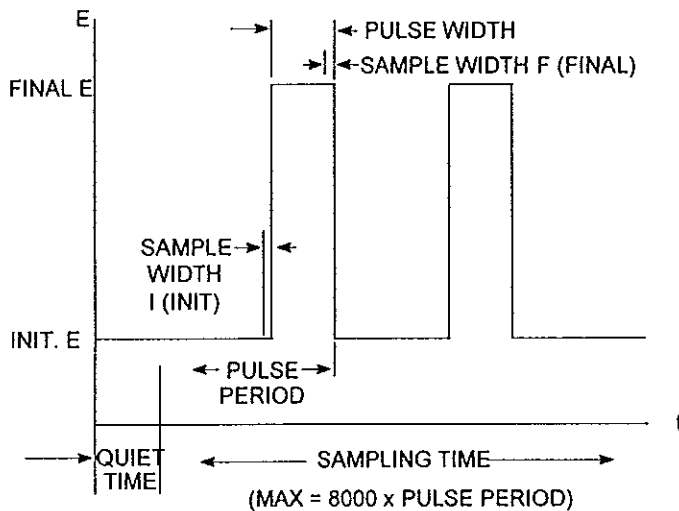 E
PULSE WIDTH
SAMPLE WIDTH F (FINAL)
FINAL E
SAMPLE
WIDTH
I (INIT)
INIT. E
PULSE
PERIOD
t
QUIET
TIME
SAMPLING TIME
(MAX = 8000 x PULSE PERIOD)